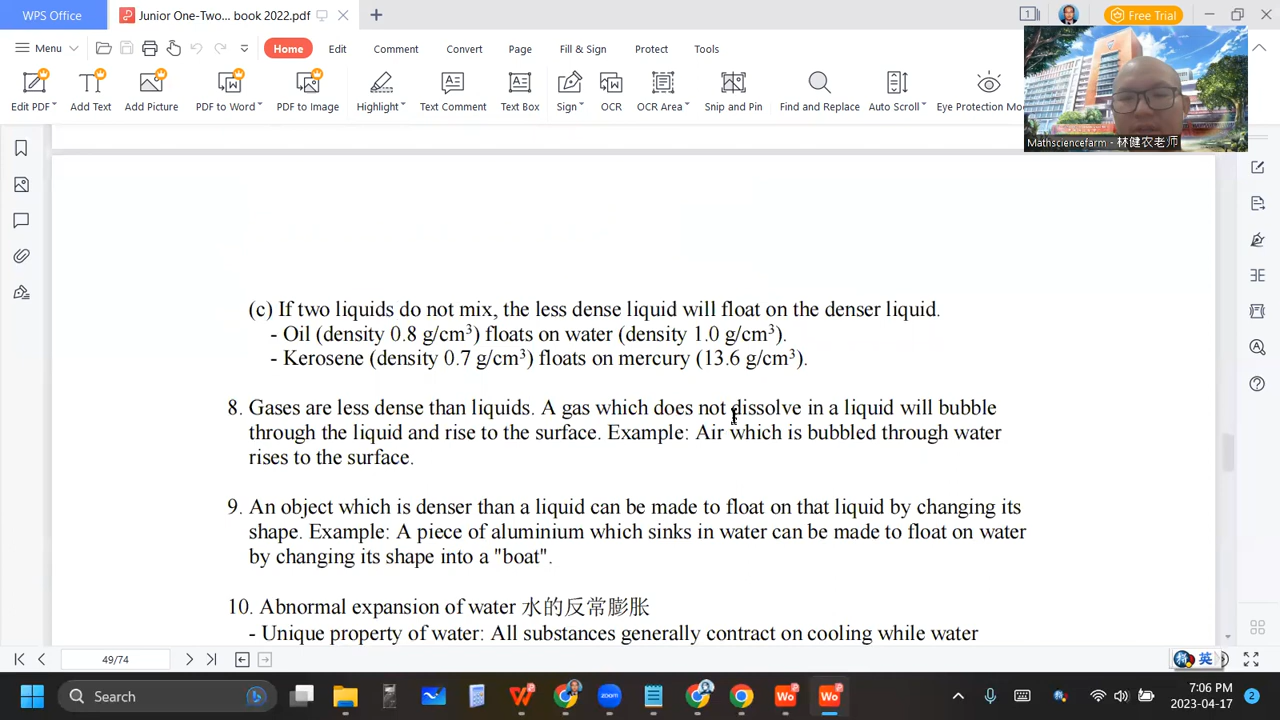 WPS Office
Junior One-Two... book 2022.pdf
1
Free Trial
Menu
Home
Edit
Comment
Convert
Page
Fill & Sign
Protect
Tools
Edit PDF
Add Text
Add Picture
PDF to Word
PDF to Image
Highlight
Text Comment
Text Box
Sign
OCR
OCR Area
Snip and Pin
Find and Replace
Auto Scroll
Eye Protection Mo
Mathsciencefarm - 林健农老师
(c) If two liquids do not mix, the less dense liquid will float on the denser liquid.
- Oil (density 0.8 g/cm³) floats on water (density 1.0 g/cm³).
- Kerosene (density 0.7 g/cm³) floats on mercury (13.6 g/cm³).
8. Gases are less dense than liquids. A gas which does not dissolve in a liquid will bubble
through the liquid and rise to the surface. Example: Air which is bubbled through water
rises to the surface.
9. An object which is denser than a liquid can be made to float on that liquid by changing its
shape. Example: A piece of aluminium which sinks in water can be made to float on water
by changing its shape into a "boat".
10. Abnormal expansion of water 水的反常膨胀
- Unique property of water: All substances generally contract on cooling while water
49/74
英
Search
7:06 PM
2023-04-17
2